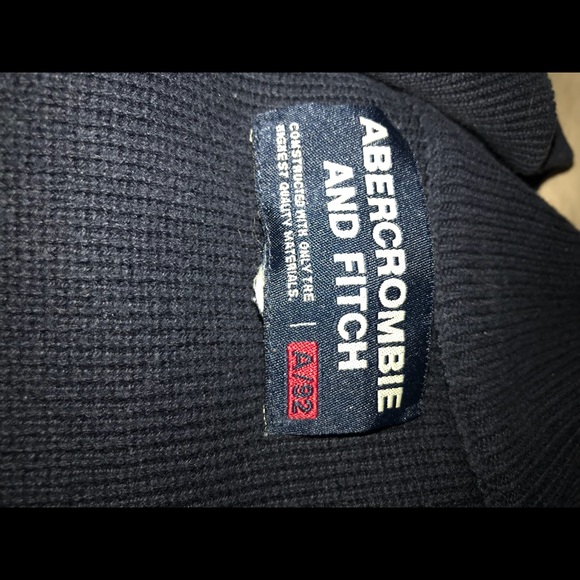 ABERCROMBIE
AND FITCH
CONSTRUCTED WITH ONLY THE
HIGHEST QUALITY MATERIALS.
A/92